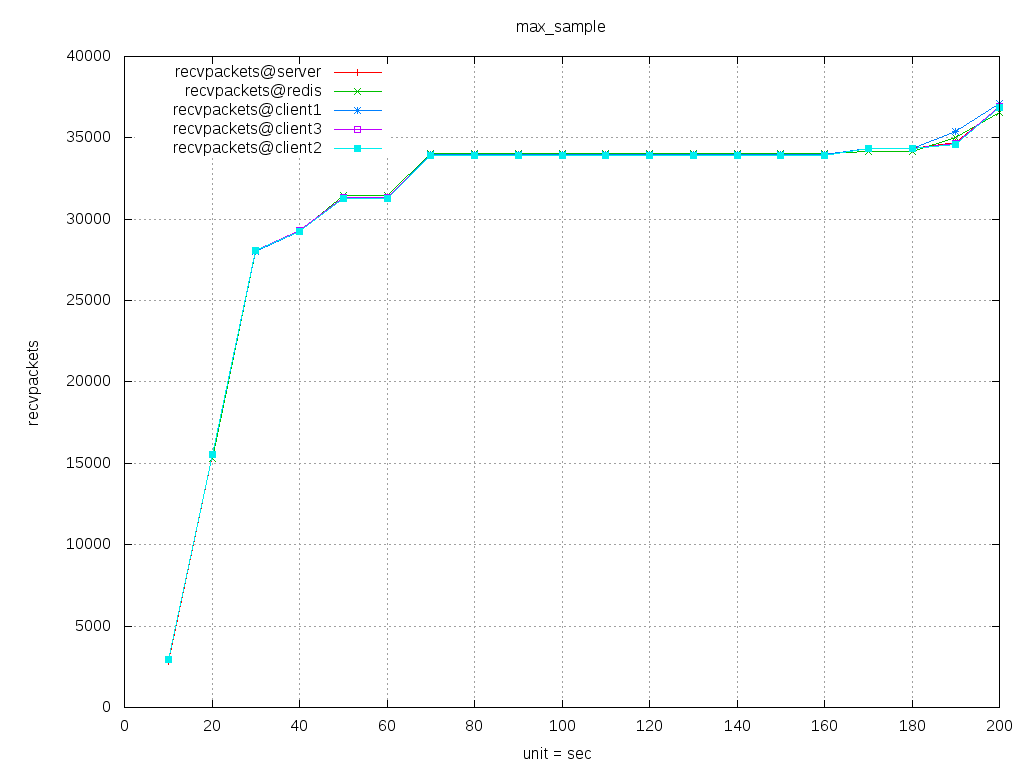 max_sample
40000
35000
30000
25000
20000
15000
10000
5000
0
recvpackets@server
recvpackets@redis
recvpackets@client1
recvpackets@client3
recvpackets@client2
recvpackets
0 20 40 60 80 100 120 140 160 180 200
unit = sec